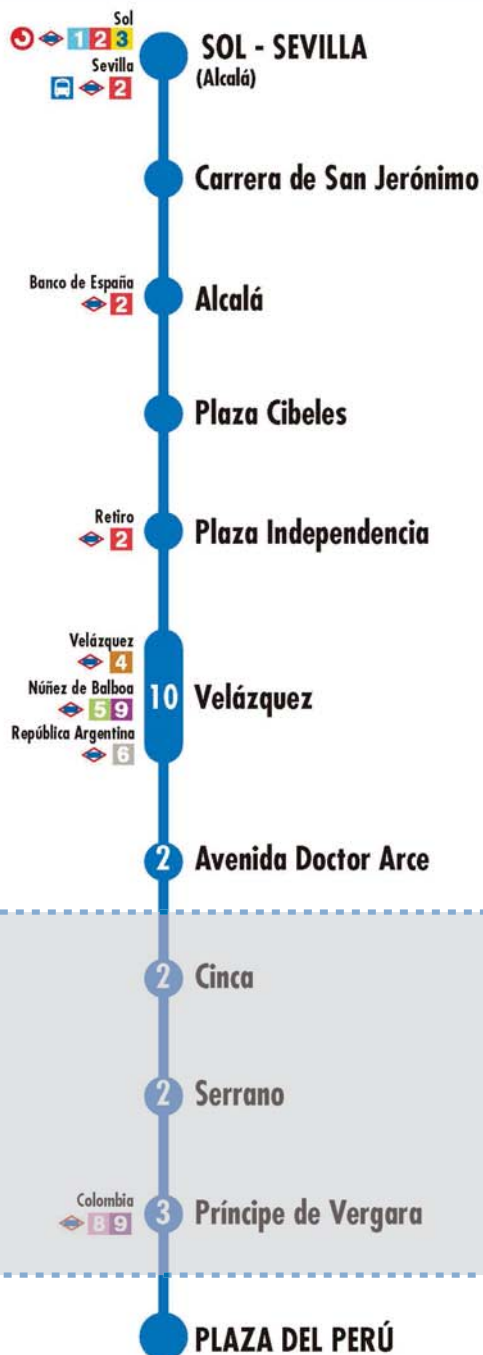 Sol
1 2 3
SOL - SEVILLA
Sevilla
(Alcalá)
2
Carrera de San Jerónimo
Banco de España
2
Alcalá
Plaza Cibeles
Retiro
2
Plaza Independencia
Velázquez
4
Núñez de Balboa
5 9
10
Velázquez
República Argentina
6
2
Avenida Doctor Arce
2
Cinca
2
Serrano
Colombia
8 9
3
Príncipe de Vergara
PLAZA DEL PERÚ